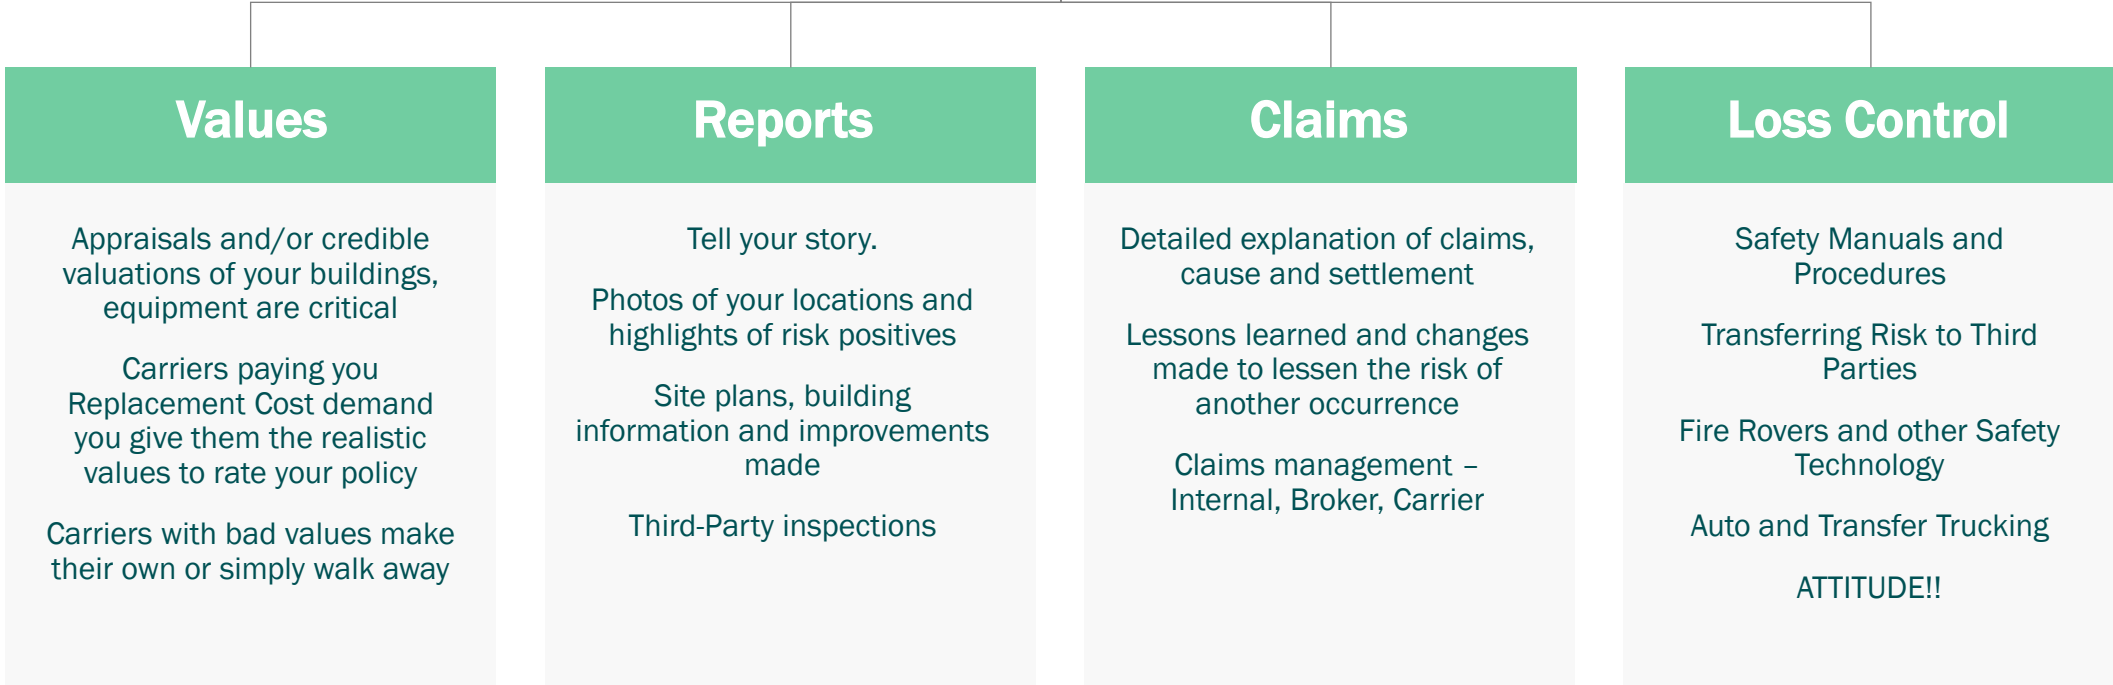 Values
Appraisals and/or credible
valuations of your buildings,
equipment are critical
Carriers paying you
Replacement Cost demand
you give them the realistic
values to rate your policy
Carriers with bad values make
their own or simply walk away
Reports
Tell your story.
Photos of your locations and
highlights of risk positives
Site plans, building
information and improvements
made
Third-Party inspections
Claims
Detailed explanation of claims,
cause and settlement
Lessons learned and changes
made to lessen the risk of
another occurrence
Claims management –
Internal, Broker, Carrier
Loss Control
Safety Manuals and
Procedures
Transferring Risk to Third
Parties
Fire Rovers and other Safety
Technology
Auto and Transfer Trucking
ATTITUDE!!